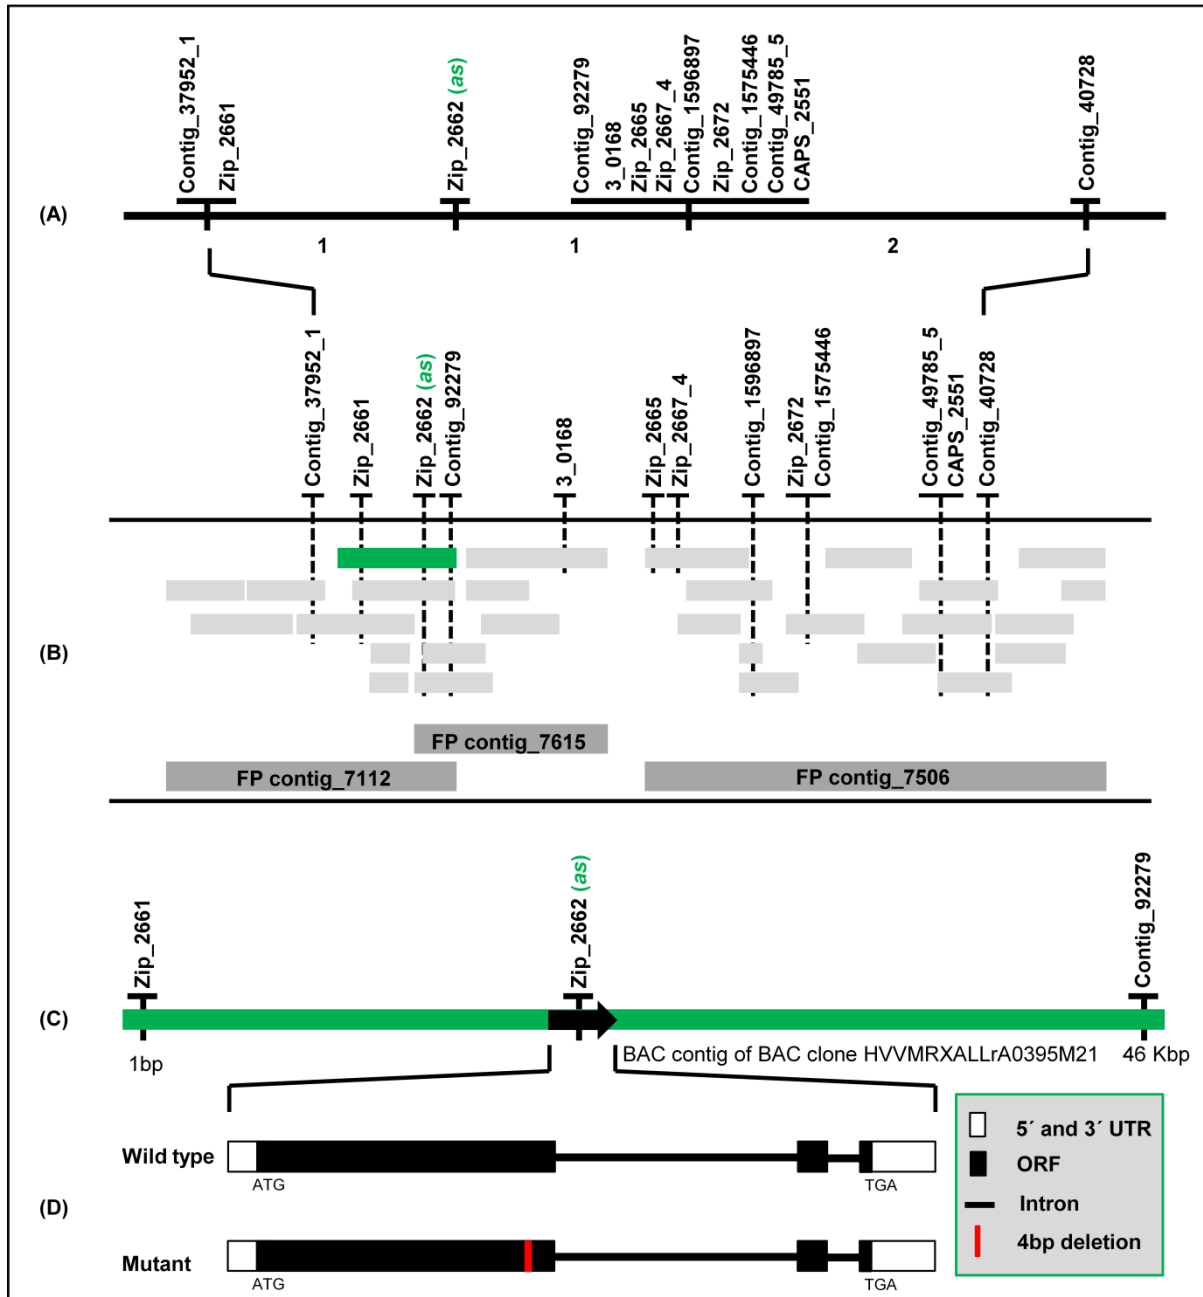 (A)
Contig_37952_1
Zip_2661
Zip_2662 (as)
Contig_92279
3_0168
Zip_2665
Zip_2667_4
Contig_1596897
Zip_2672
Contig_1575446
Contig_49785_5
CAPS_2551
Contig_40728
1
1
2
(B)
Contig_37952_1
Zip_2661
Zip_2662 (as)
Contig_92279
3_0168
Zip_2665
Zip_2667_4
Contig_1596897
Zip_2672
Contig_1575446
Contig_49785_5
CAPS_2551
Contig_40728
FP contig_7615
FP contig_7112
FP contig_7506
(C)
Zip_2661
Zip_2662 (as)
Contig_92279
1bp
BAC contig of BAC clone HVVMRXALLrA0395M21
46 Kbp
(D)
Wild type
ATG
TGA
Mutant
ATG
TGA
5´ and 3´ UTR
ORF
Intron
4bp deletion